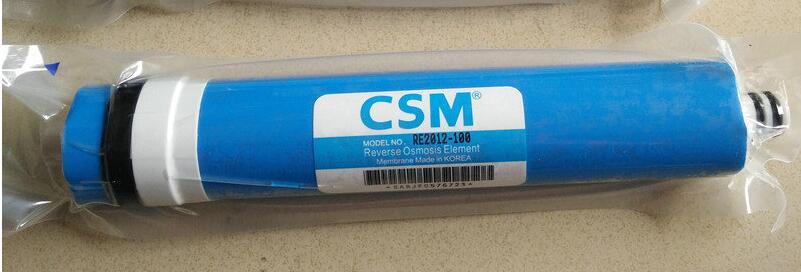 CSM®
MODEL NO. RE2012-100
Reverse Osmosis Element
Membrane Made in KOREA